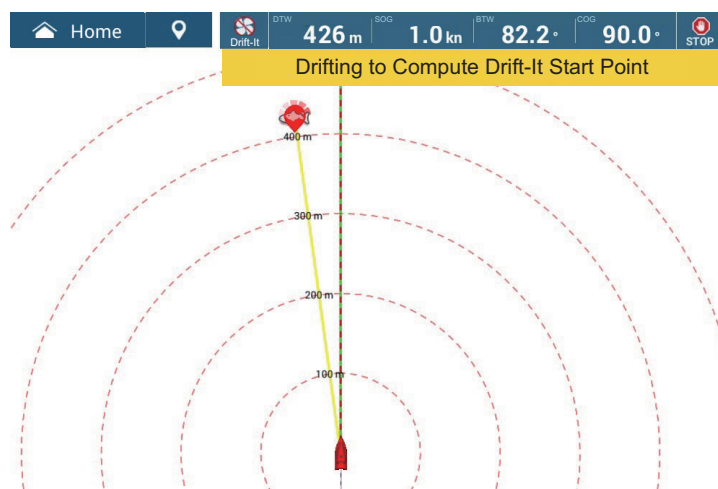 Home
Drift-It
DTW 426 m
SOG 1.0 kn
BTW 82.2°
COG 90.0°
STOP
Drifting to Compute Drift-It Start Point
400 m
300 m
200 m
100 m